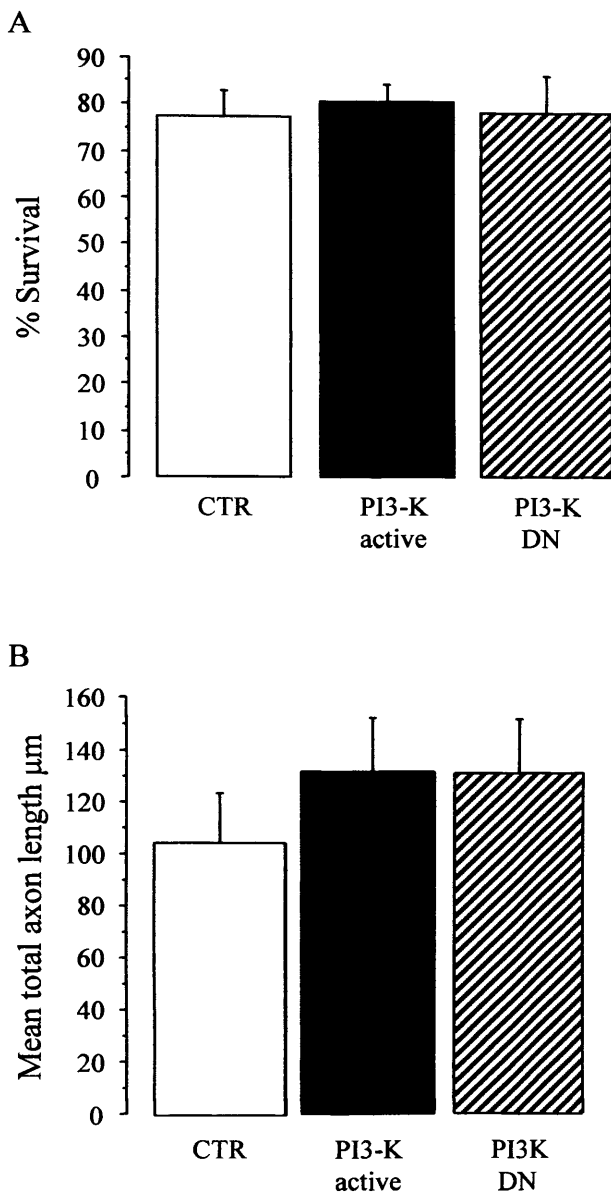 A
% Survival
90
80
70
60
50
40
30
20
10
0
CTR
PI3-K
active
PI3-K
DN
B
Mean total axon length µm
160
140
120
100
80
60
40
20
0
CTR
PI3-K
active
PI3K
DN